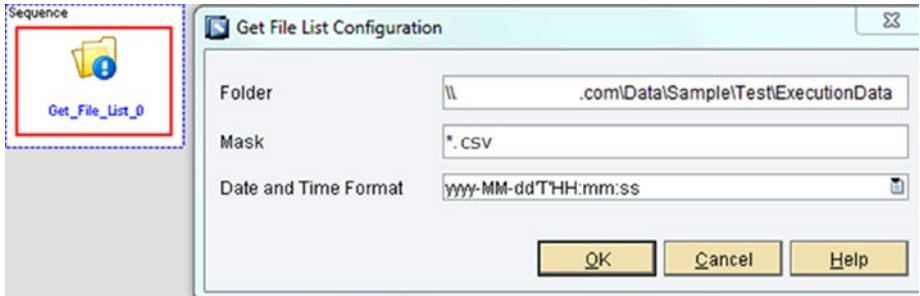 Sequence
Get_File_List_0
Get File List Configuration
Folder \\ .com\Data\Sample\Test\ExecutionData
Mask *.csv
Date and Time Format yyyy-MM-dd'T'HH:mm:ss
OK Cancel Help